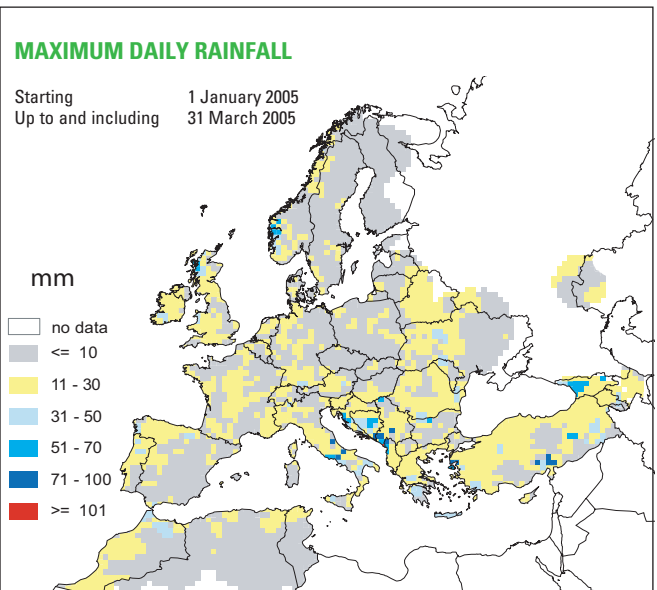 MAXIMUM DAILY RAINFALL
Starting 1 January 2005
Up to and including 31 March 2005
mm
no data
<= 10
11 - 30
31 - 50
51 - 70
71 - 100
>= 101